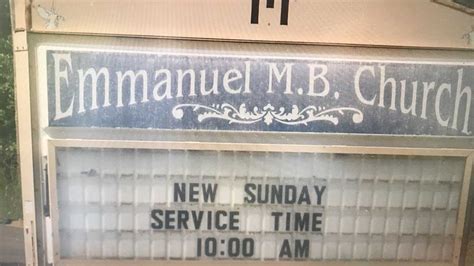 Emmanuel M.B. Church
NEW SUNDAY
SERVICE TIME
10:00 AM